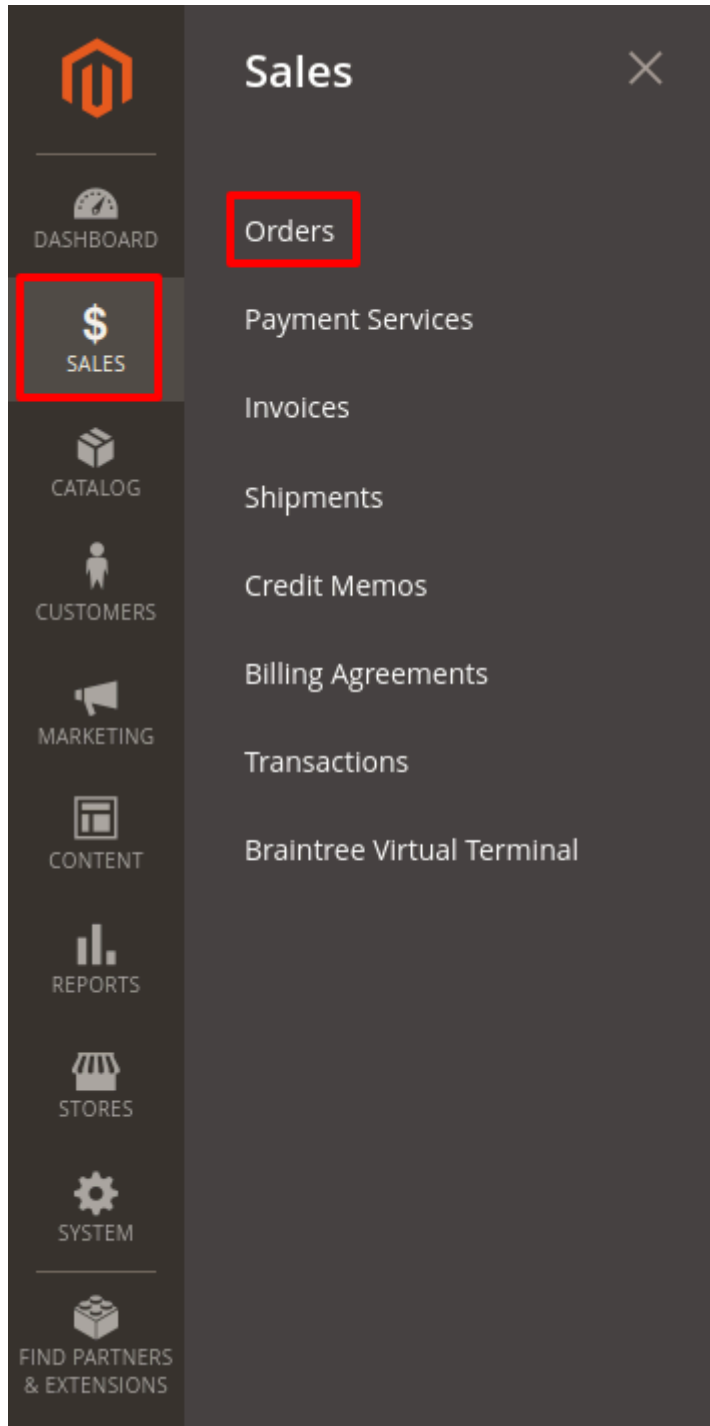 DASHBOARD
SALES
CATALOG
CUSTOMERS
MARKETING
CONTENT
REPORTS
STORES
SYSTEM
FIND PARTNERS
& EXTENSIONS
Sales
Orders
Payment Services
Invoices
Shipments
Credit Memos
Billing Agreements
Transactions
Braintree Virtual Terminal